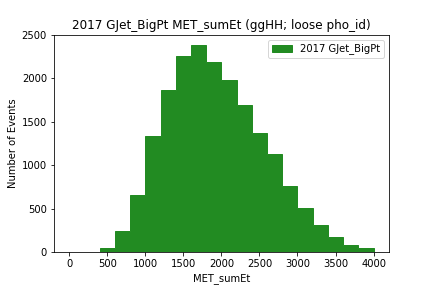 2017 GJet_BigPt MET_sumEt (ggHH; loose pho_id)
2017 GJet_BigPt
Number of Events
2500
2000
1500
1000
500
0
0 500 1000 1500 2000 2500 3000 3500 4000
MET_sumEt